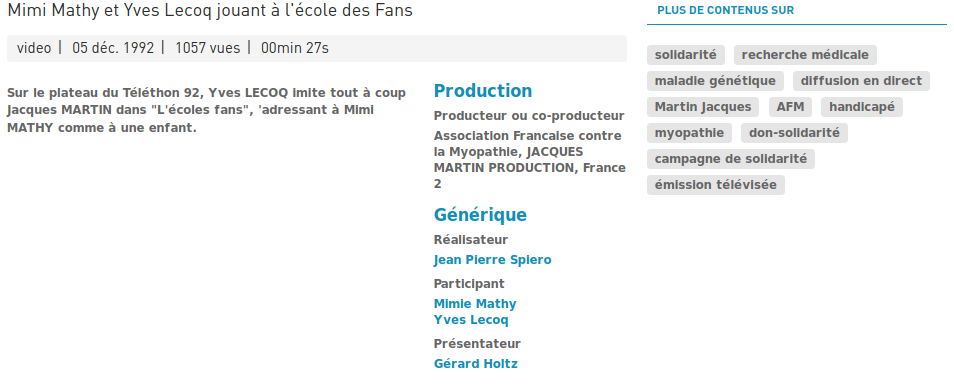 Mimi Mathy et Yves Lecoq jouant à l'école des Fans
video | 05 déc. 1992 | 1057 vues | 00min 27s
Sur le plateau du Téléthon 92, Yves LECOQ imite tout à coup
Jacques MARTIN dans "L'écoles fans", 'adressant à Mimi
MATHY comme à une enfant.
Production
Producteur ou co-producteur
Association Francaise contre
la Myopathie, JACQUES
MARTIN PRODUCTION, France
2
Générique
Réalisateur
Jean Pierre Spiero
Participant
Mimie Mathy
Yves Lecoq
Présentateur
Gérard Holtz
PLUS DE CONTENUS SUR
solidarité recherche médicale
maladie génétique diffusion en direct
Martin Jacques AFM handicapé
myopathie don-solidarité
campagne de solidarité
émission télévisée